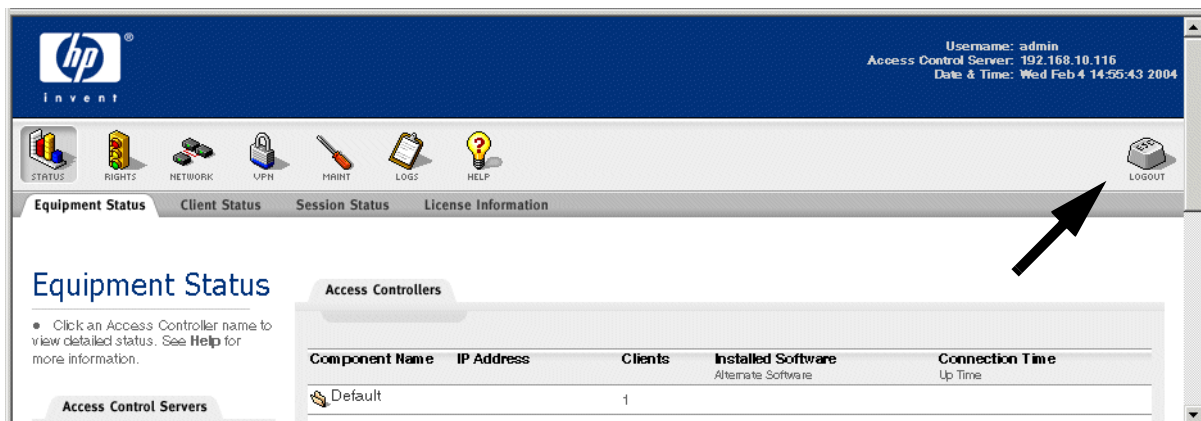 hp
®
invent
Username: admin
Access Control Server: 192.168.10.116
Date & Time: Wed Feb 4 14:55:43 2004
STATUS RIGHTS NETWORK VPN MAINT LOGS HELP LOGOUT
Equipment Status Client Status Session Status License Information
Equipment Status
• Click an Access Controller name to
view detailed status. See Help for
more information.
Access Control Servers
Access Controllers
Component Name IP Address Clients Installed Software Connection Time
Alternate Software Up Time
Default 1